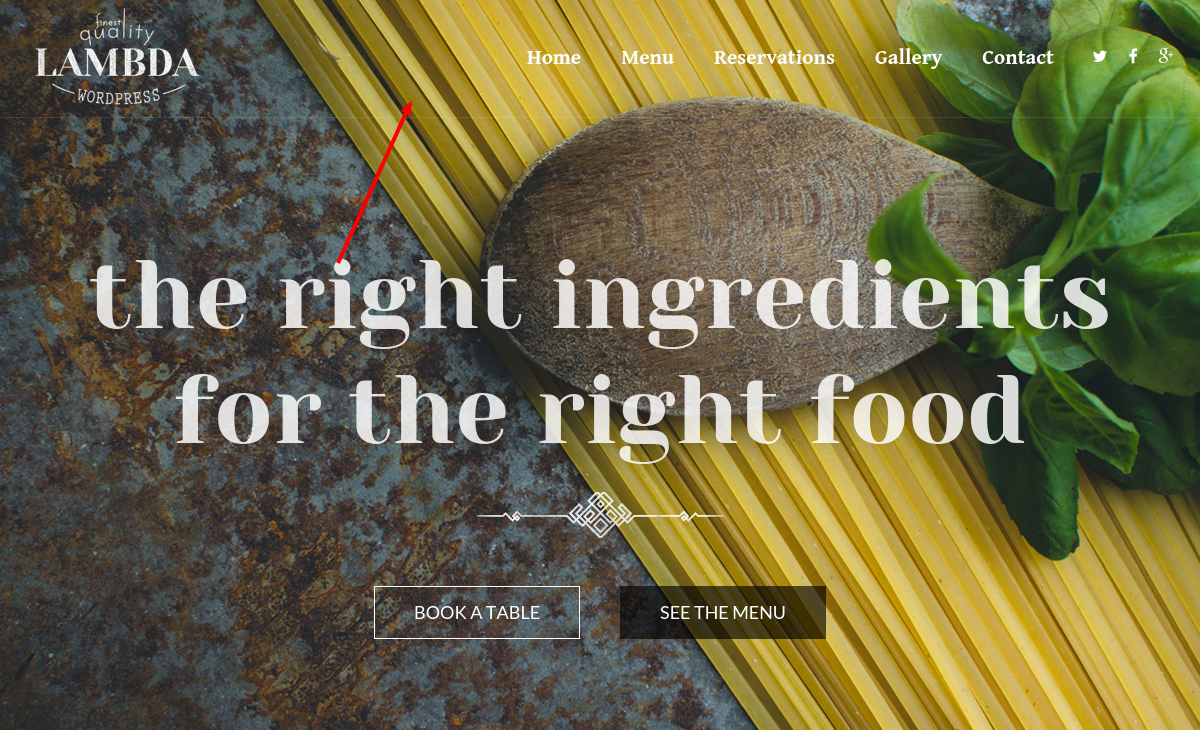 finest
quality
LAMBDA
WORDPRESS
Home Menu Reservations Gallery Contact
the right ingredients
for the right food
BOOK A TABLE SEE THE MENU